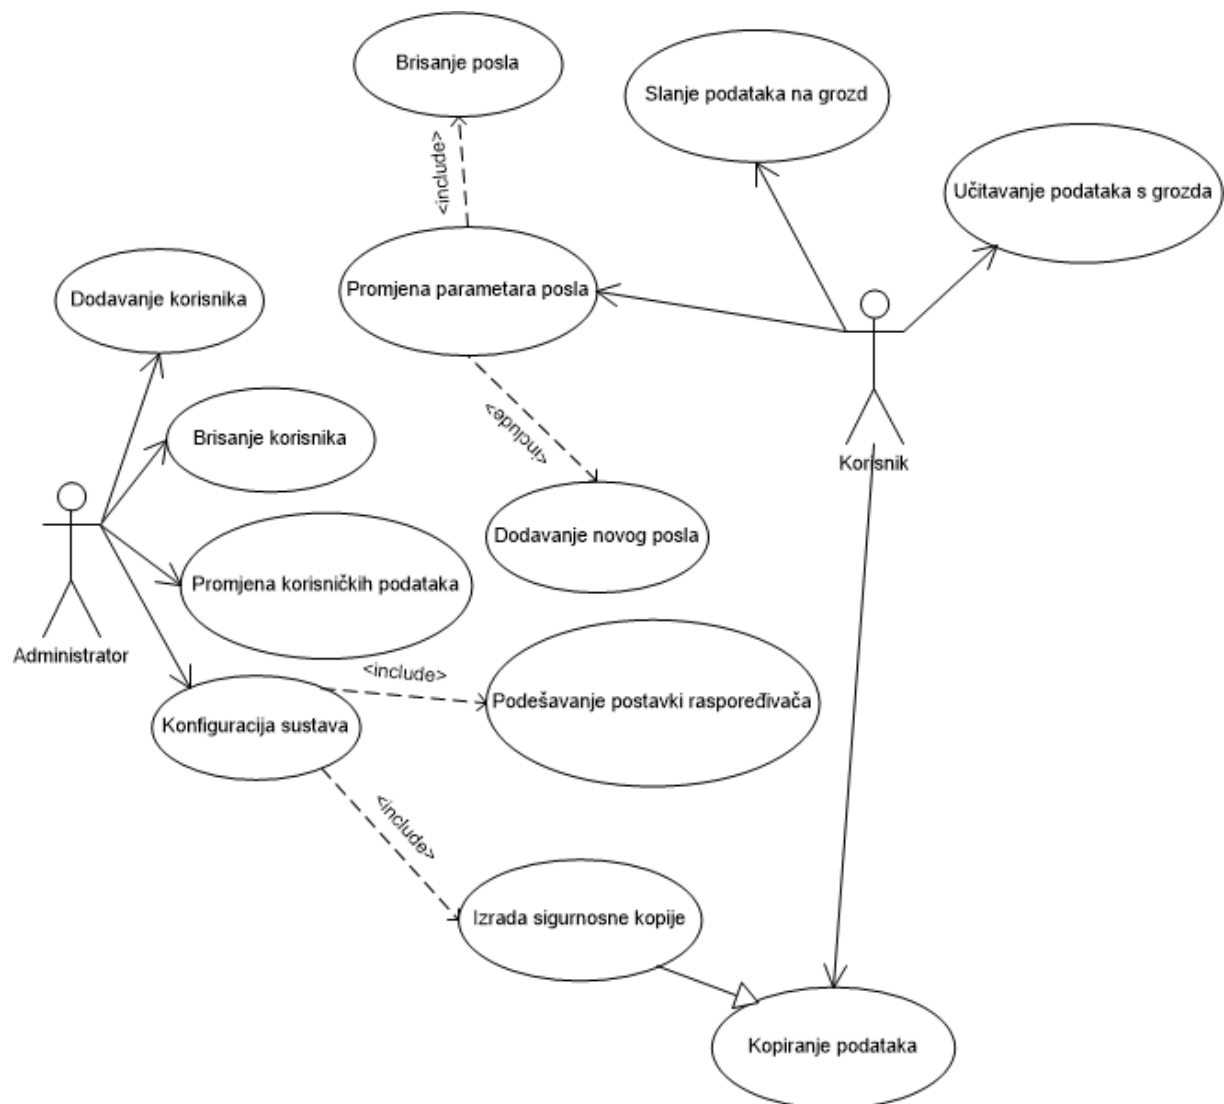 Brisanje posla
Slanje podataka na grozd
<include>
Učitavanje podataka s grozda
Dodavanje korisnika
Promjena parametara posla
<include>
Brisanje korisnika
Korisnik
Dodavanje novog posla
Promjena korisničkih podataka
Administrator
<include>
Podešavanje postavki raspoređivača
Konfiguracija sustava
<include>
Izrada sigurnosne kopije
Kopiranje podataka